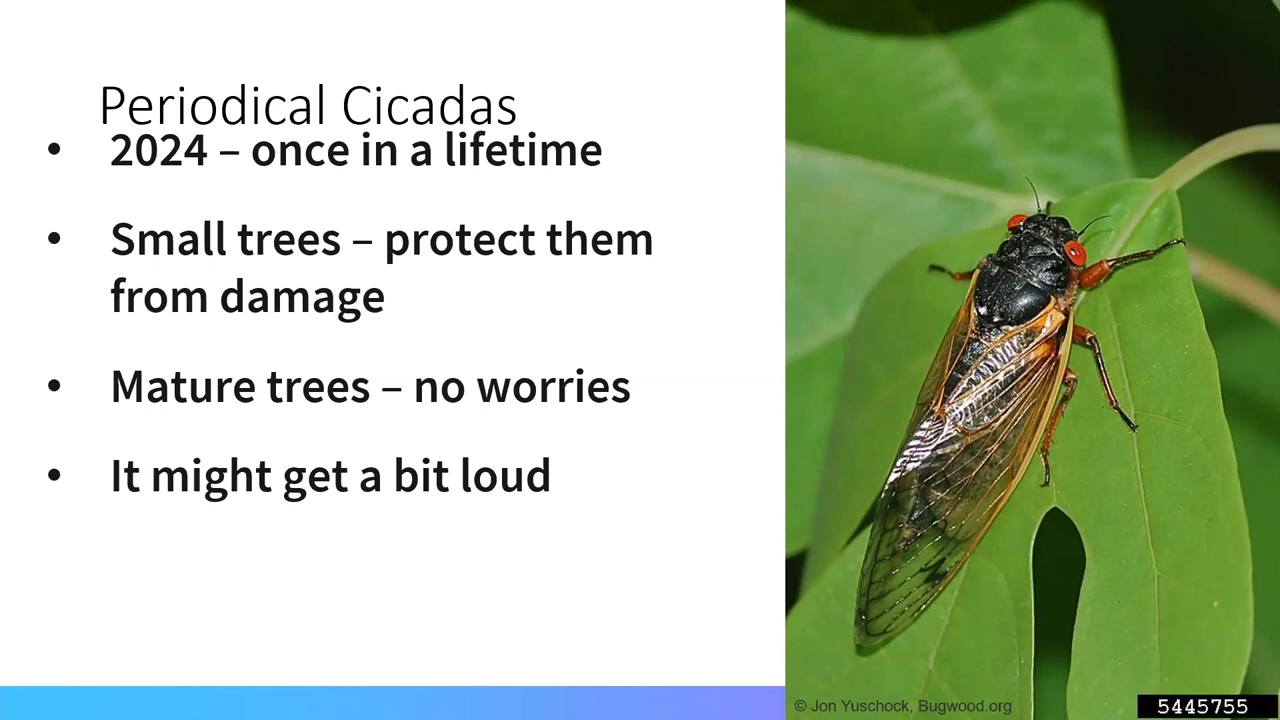 Periodical Cicadas
• 2024 – once in a lifetime
• Small trees – protect them
from damage
• Mature trees – no worries
• It might get a bit loud
© Jon Yuschock, Bugwood.org
5445755